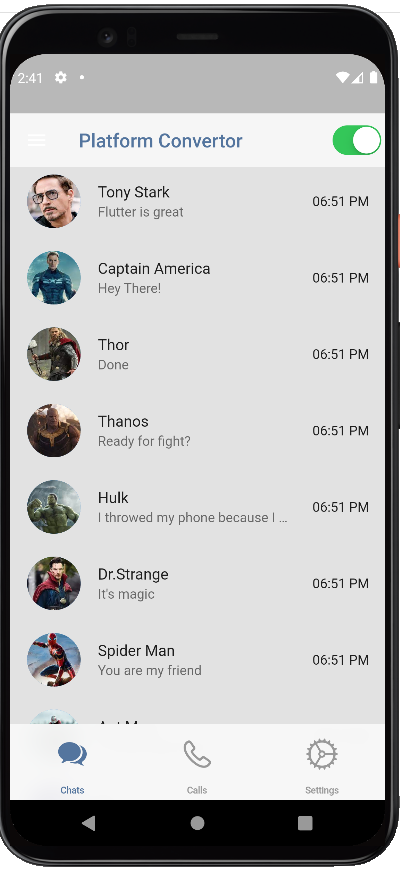 2:41
Platform Convertor
Tony Stark
06:51 PM
Flutter is great
Captain America
06:51 PM
Hey There!
Thor
06:51 PM
Done
Thanos
06:51 PM
Ready for fight?
Hulk
06:51 PM
I throwed my phone because I ...
Dr.Strange
06:51 PM
It's magic
Spider Man
06:51 PM
You are my friend
Chats
Calls
Settings